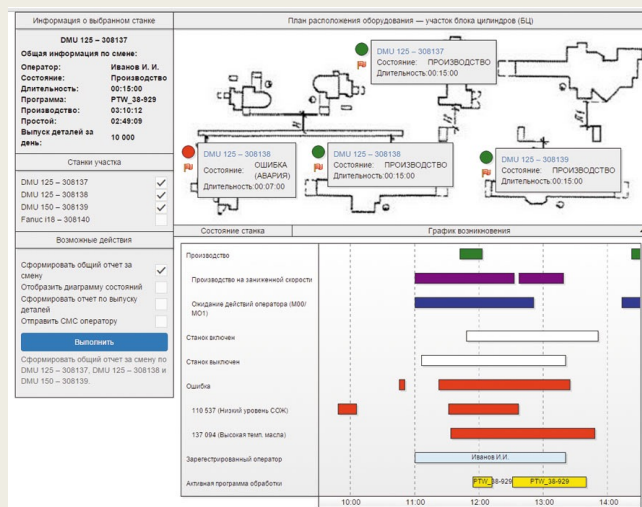 Информация о выбранном станке
DMU 125 – 308137
Общая информация по смене:
Оператор: Иванов И. И.
Состояние: Производство
Длительность: 00:15:00
Программа: PTW_38-929
Производство: 03:10:12
Простой: 02:49:09
Выпуск деталей за
день: 10 000
Станки участка
DMU 125 – 308137
DMU 125 – 308138
DMU 150 – 308139
Fanuc i18 – 308140
Возможные действия
Сформировать общий отчет за
смену
Отобразить диаграмму состояний
Сформировать отчет по выпуску
деталей
Отправить СМС оператору
Выполнить
Сформировать общий отчет за смену по
DMU 125 – 308137, DMU 125 – 308138 и
DMU 150 – 308139.
План расположения оборудования — участок блока цилиндров (БЦ)
DMU 125 – 308137
Состояние: ПРОИЗВОДСТВО
Длительность:00:15:00
DMU 125 – 308138
Состояние: ОШИБКА
(АВАРИЯ)
Длительность:00:07:00
DMU 125 – 308138
Состояние: ПРОИЗВОДСТВО
Длительность:00:15:00
DMU 125 – 308139
Состояние: ПРОИЗВОДСТВО
Длительность:00:15:00
Состояние станка График возникновения
Производство
Производство на заниженной скорости
Ожидание действий оператора (M00/
MO1)
Станок включен
Станок выключен
Ошибка
110 537 (Низкий уровень СОЖ)
137 094 (Высокая темп. масла)
Зарегестрированный оператор Иванов И.И.
Активная программа обработки PTW_38-929 PTW_38-929
10:00 11:00 12:00 13:00 14:00